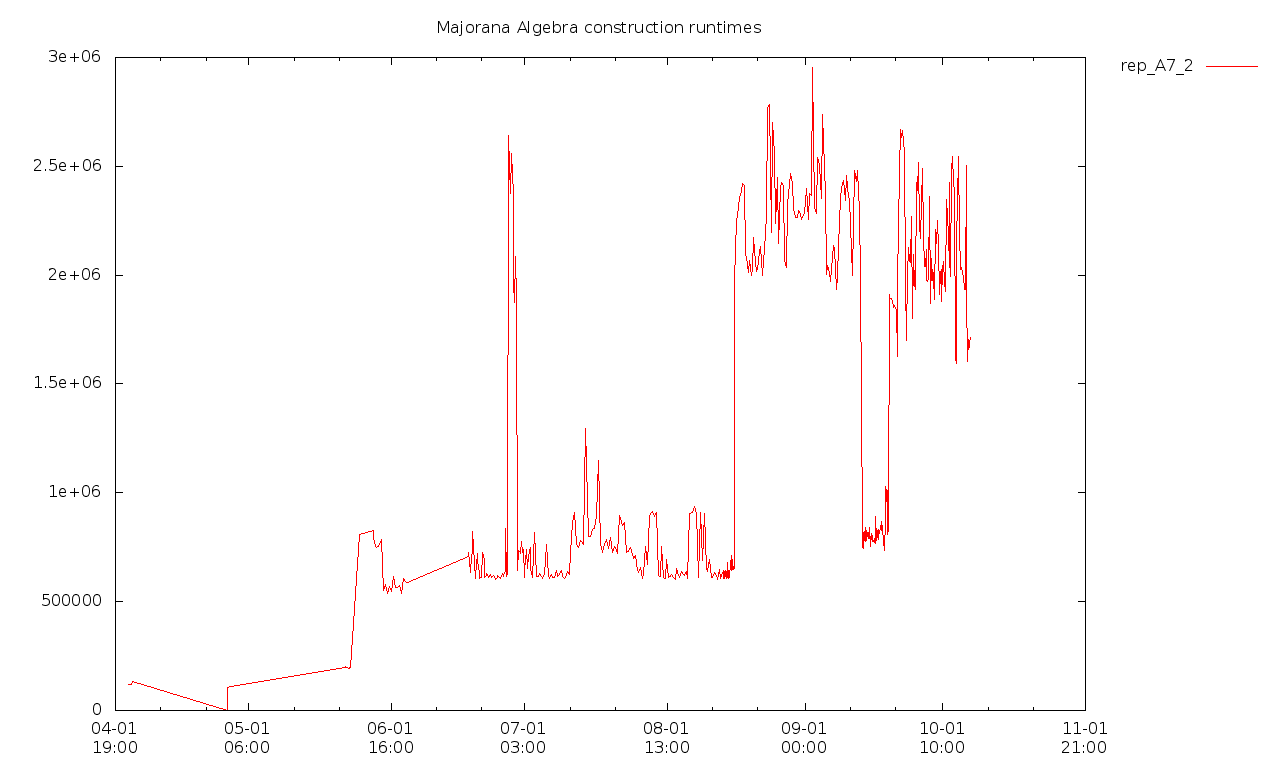 Majorana Algebra construction runtimes
rep_A7_2
3e+06
2.5e+06
2e+06
1.5e+06
1e+06
500000
0
04-01 05-01 06-01 07-01 08-01 09-01 10-01 11-01
19:00 06:00 16:00 03:00 13:00 00:00 10:00 21:00